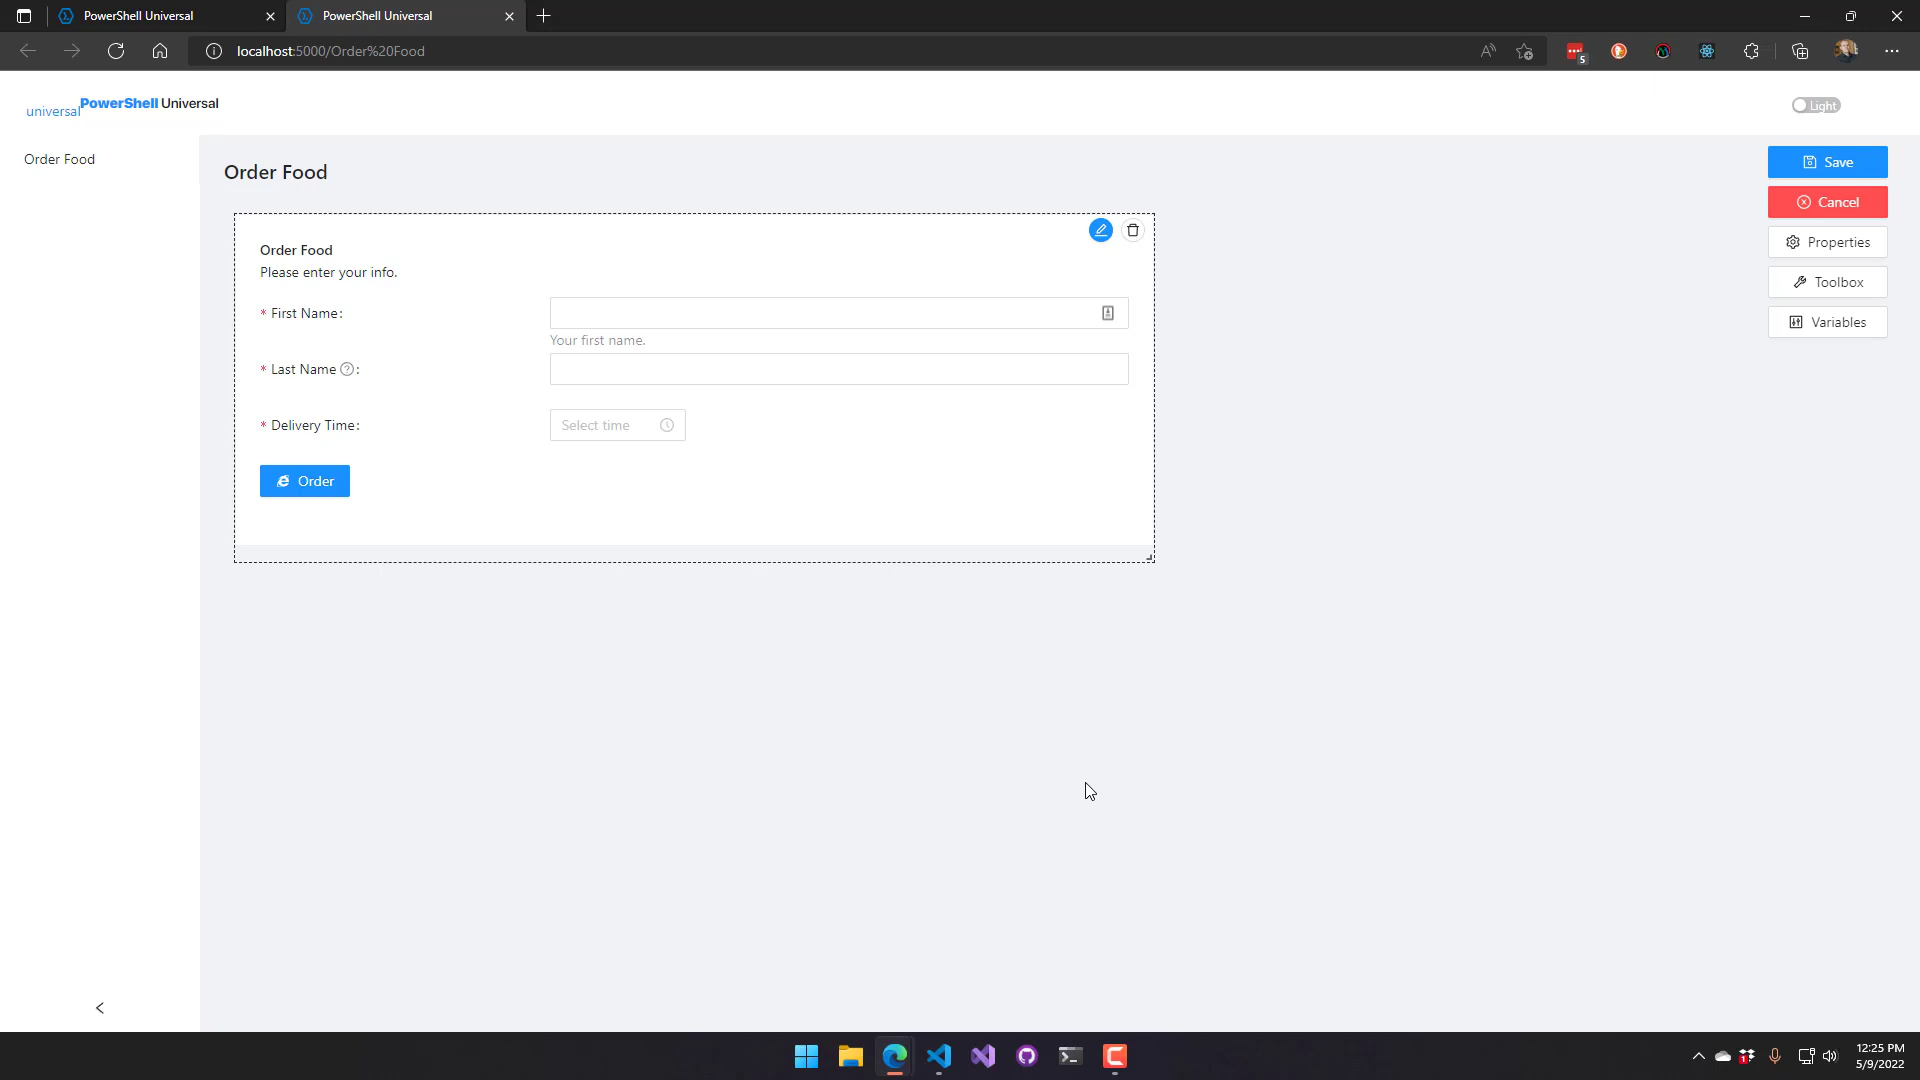 PowerShell Universal
PowerShell Universal
localhost:5000/Order%20Food
5
universal
PowerShell Universal
Light
Order Food
Order Food
Save
Cancel
Properties
Toolbox
Variables
Order Food
Please enter your info.
* First Name:
Your first name.
* Last Name ? :
* Delivery Time:
Select time
Order
12:25 PM
5/9/2022
1